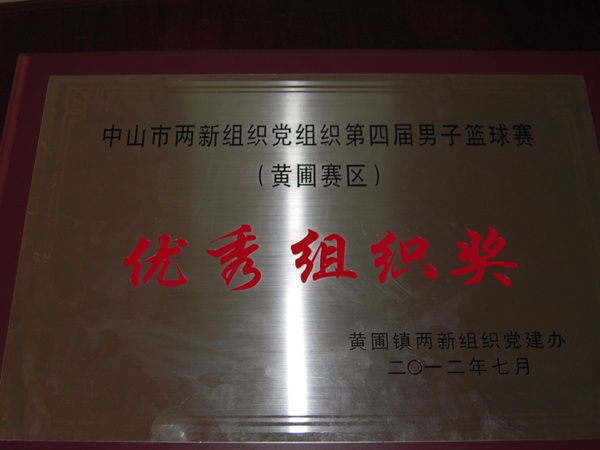 中山市两新组织党组织第四届男子篮球赛
（黄圃赛区）
优秀组织奖
黄圃镇两新组织党建办
二〇一二年七月